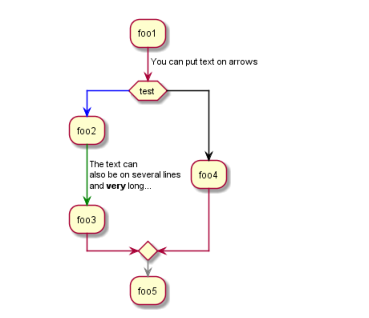 foo1
You can put text on arrows
test
foo2
The text can
also be on several lines
and very long...
foo4
foo3
foo5